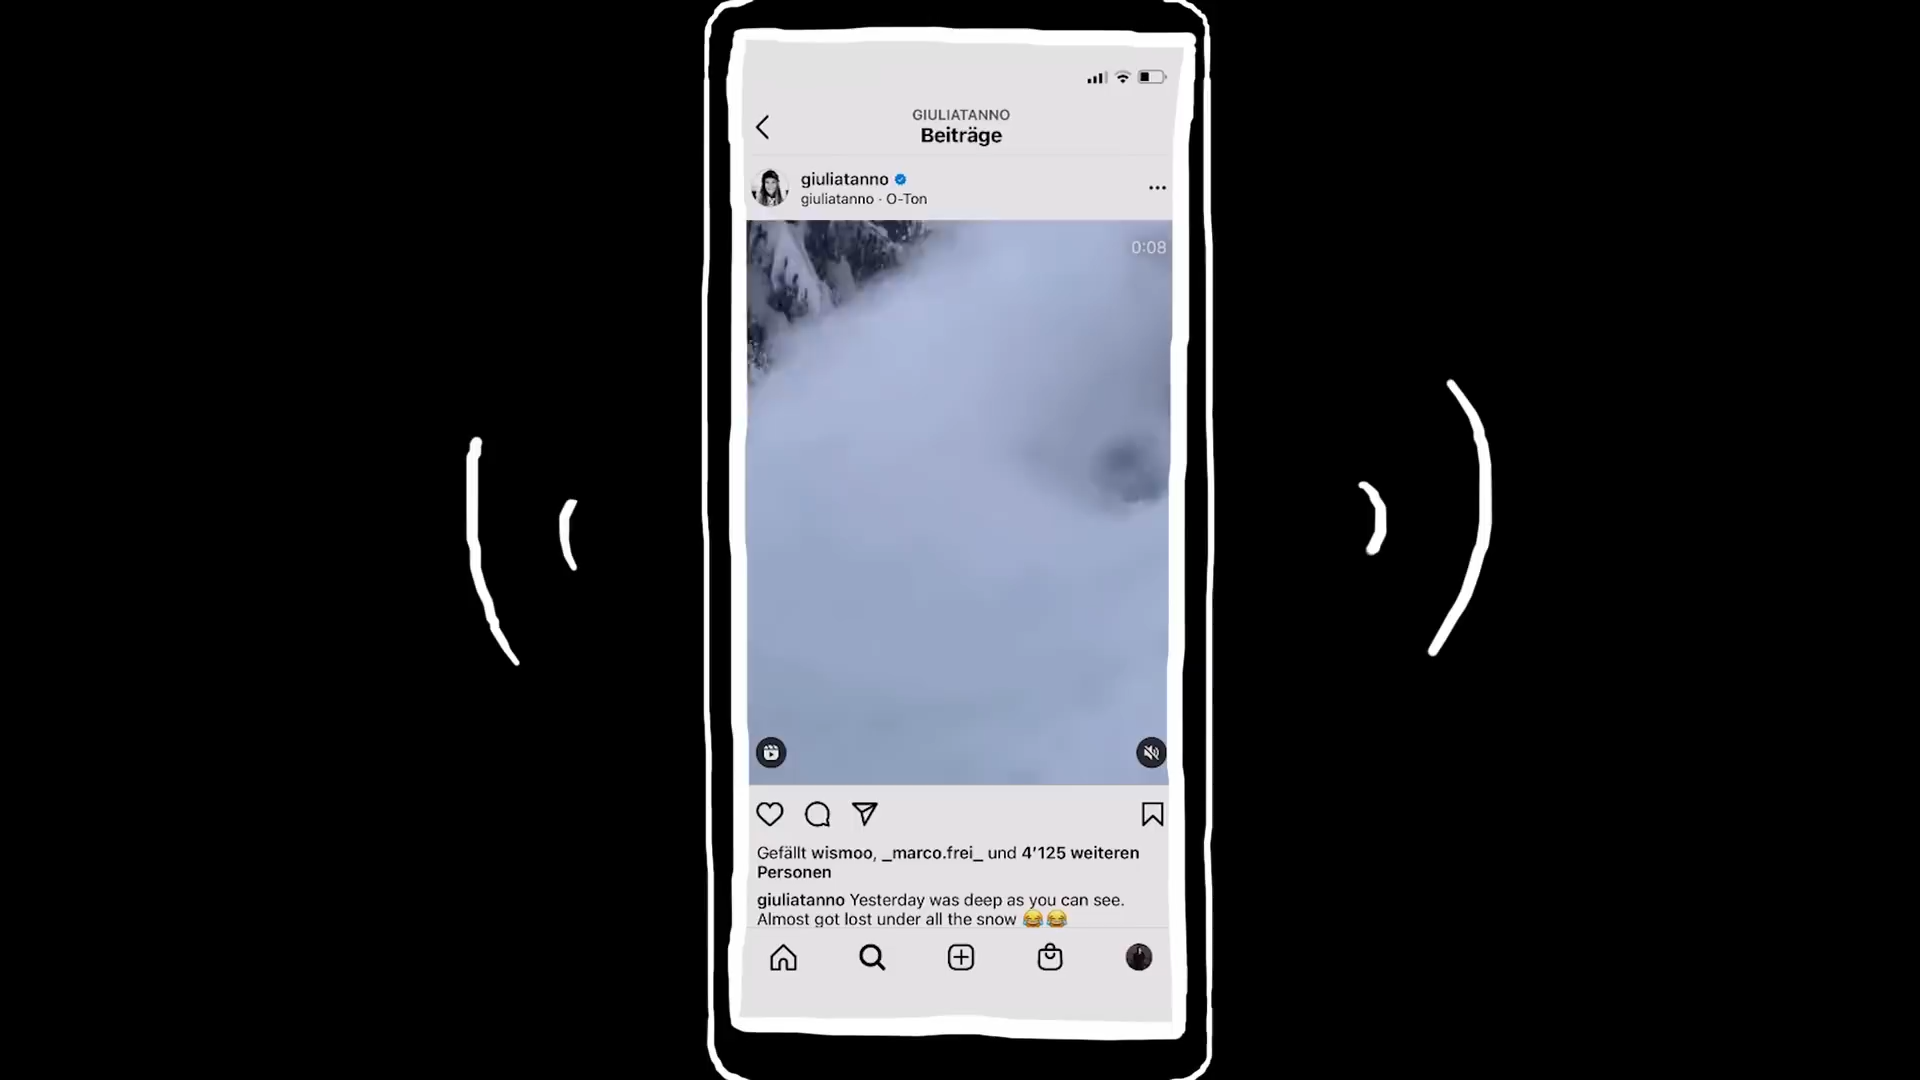 GIULIATANNO
Beiträge
giuliatanno
giuliatanno · O-Ton
0:08
Gefällt wismoo, _marco.frei_ und 4’125 weiteren
Personen
giuliatanno Yesterday was deep as you can see.
Almost got lost under all the snow 😂😂